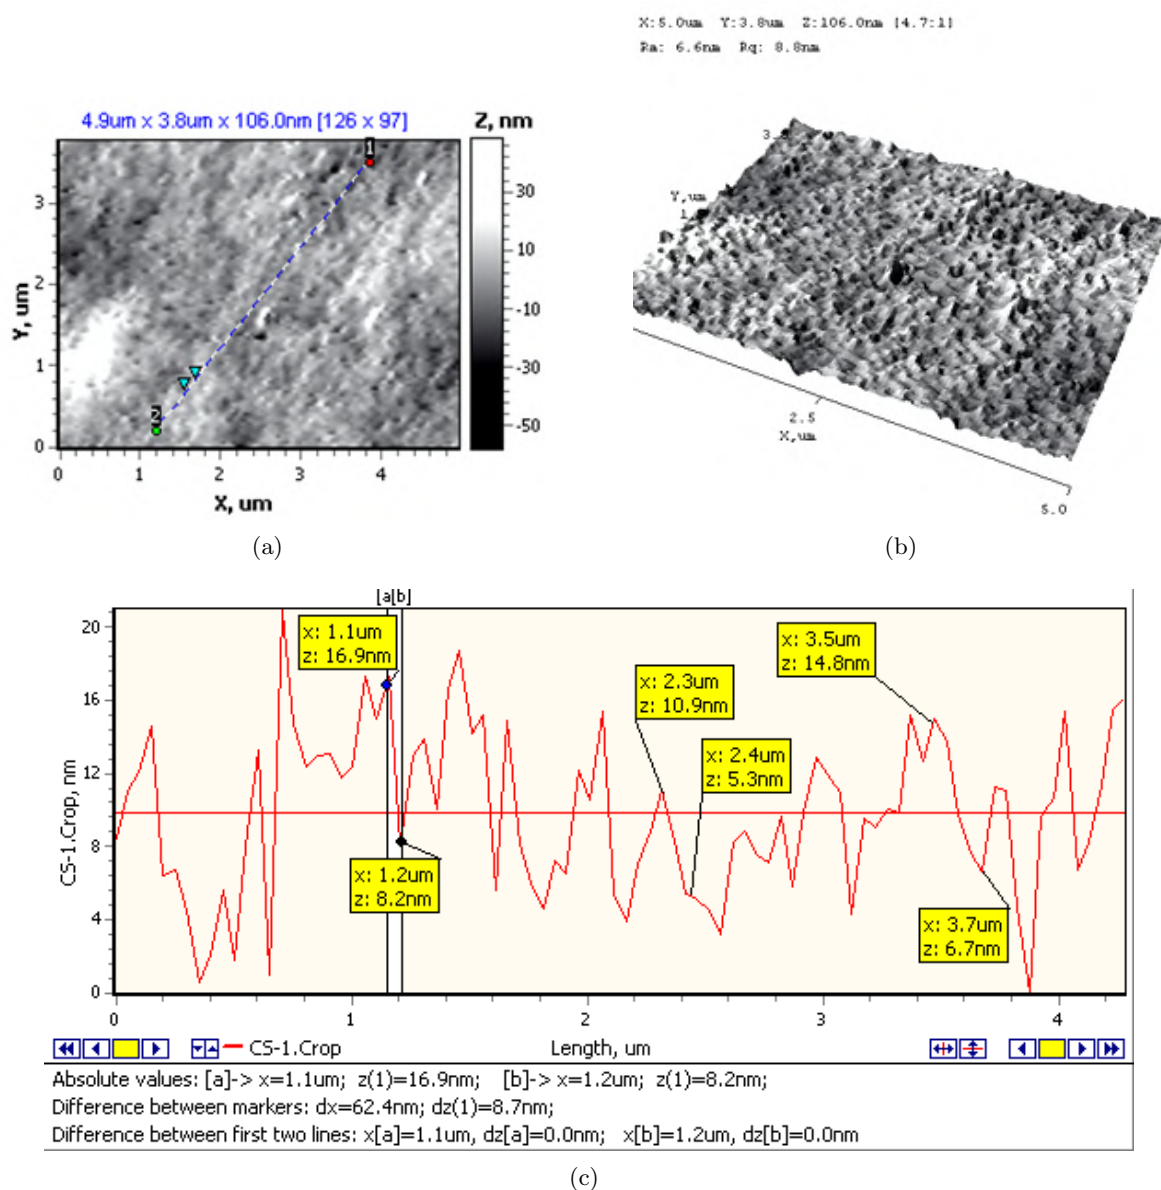 X:5.0um Y:3.8um Z:106.0nm [4.7:1]
Ra: 6.6nm Rq: 8.8nm
4.9um x 3.8um x 106.0nm [126 x 97]
Z, nm
30
10
-10
-30
-50
1
2
3
2
1
0
Y, um
0
1
2
3
4
X, um
(a)
Y,um
2.5
X,um
5.0
(b)
[a[b]
20
16
12
8
4
0
CS-1.Crop, nm
x: 1.1um
z: 16.9nm
x: 1.2um
z: 8.2nm
x: 2.3um
z: 10.9nm
x: 2.4um
z: 5.3nm
x: 3.5um
z: 14.8nm
x: 3.7um
z: 6.7nm
0
1
2
3
4
CS-1.Crop
Length, um
Absolute values: [a]-> x=1.1um; z(1)=16.9nm; [b]-> x=1.2um; z(1)=8.2nm;
Difference between markers: dx=62.4nm; dz(1)=8.7nm;
Difference between first two lines: x[a]=1.1um, dz[a]=0.0nm; x[b]=1.2um, dz[b]=0.0nm
(c)